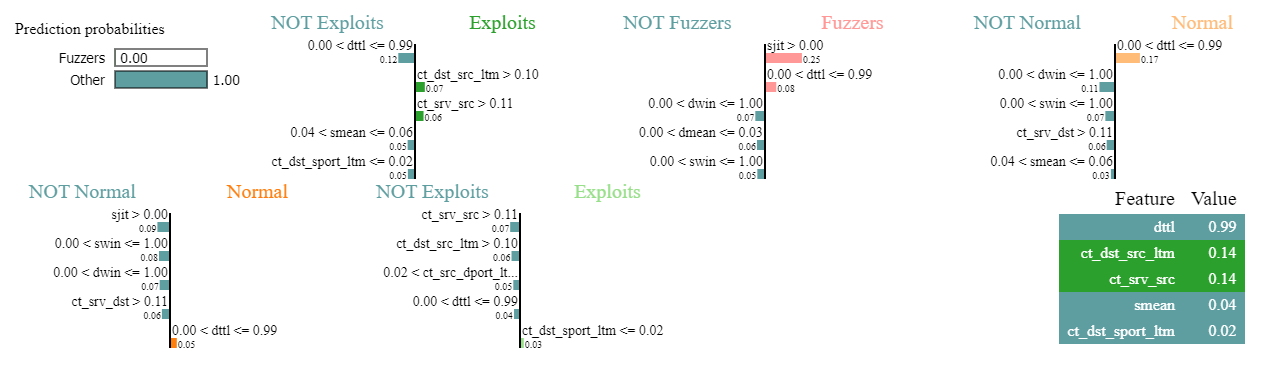 Prediction probabilities
Fuzzers 0.00
Other 1.00
NOT Exploits Exploits
0.00 < dttl <= 0.99
0.12
ct_dst_src_ltm > 0.10
0.07
ct_srv_src > 0.11
0.06
0.04 < smean <= 0.06
0.05
ct_dst_sport_ltm <= 0.02
0.05
NOT Fuzzers Fuzzers
sjit > 0.00
0.25
0.00 < dttl <= 0.99
0.08
0.00 < dwin <= 1.00
0.07
0.00 < dmean <= 0.03
0.06
0.00 < swin <= 1.00
0.05
NOT Normal Normal
0.00 < dttl <= 0.99
0.17
0.00 < dwin <= 1.00
0.11
0.00 < swin <= 1.00
0.07
ct_srv_dst > 0.11
0.06
0.04 < smean <= 0.06
0.03
NOT Normal Normal
sjit > 0.00
0.09
0.00 < swin <= 1.00
0.08
0.00 < dwin <= 1.00
0.07
ct_srv_dst > 0.11
0.06
0.00 < dttl <= 0.99
0.05
NOT Exploits Exploits
ct_srv_src > 0.11
0.07
ct_dst_src_ltm > 0.10
0.06
0.02 < ct_src_dport_lt...
0.05
0.00 < dttl <= 0.99
0.04
ct_dst_sport_ltm <= 0.02
0.03
Feature Value
dttl 0.99
ct_dst_src_ltm 0.14
ct_srv_src 0.14
smean 0.04
ct_dst_sport_ltm 0.02